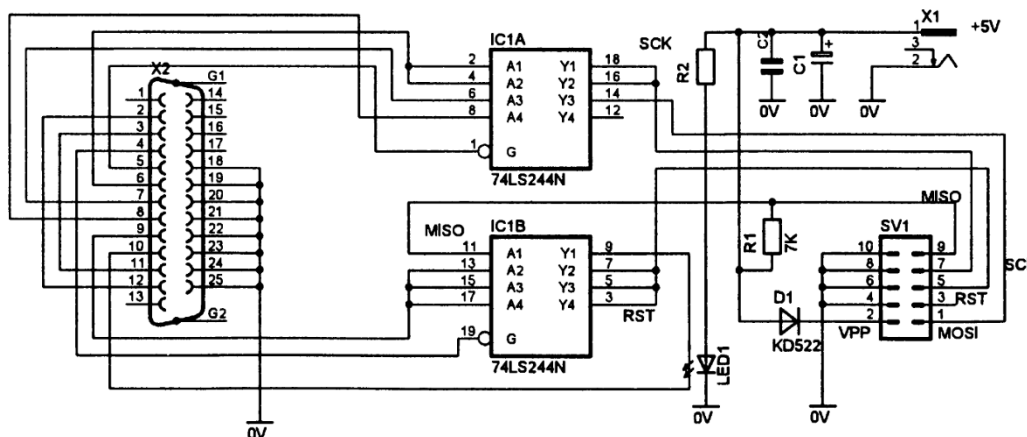 X1
+5V
1
3
2
0V
C2
C1
+
0V
0V
R2
SCK
IC1A
2 A1 Y1 18
4 A2 Y2 16
6 A3 Y3 14
8 A4 Y4 12
1 G
74LS244N
X2
G1
1 14
2 15
3 16
4 17
5 18
6 19
7 20
8 21
9 22
10 23
11 24
12 25
13
G2
0V
MISO
IC1B
11 A1 Y1 9
13 A2 Y2 7
15 A3 Y3 5
17 A4 Y4 3
RST
19 G
74LS244N
R1
7K
D1
KD522
LED1
0V
MISO
SV1
10 9
8 7
6 5
4 3
2 1
SC
RST
VPP
MOSI
0V